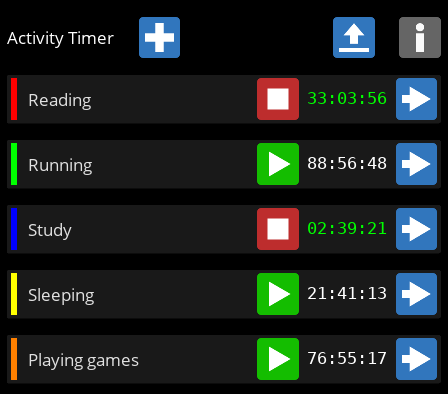 Activity Timer
Reading 33:03:56
Running 88:56:48
Study 02:39:21
Sleeping 21:41:13
Playing games 76:55:17